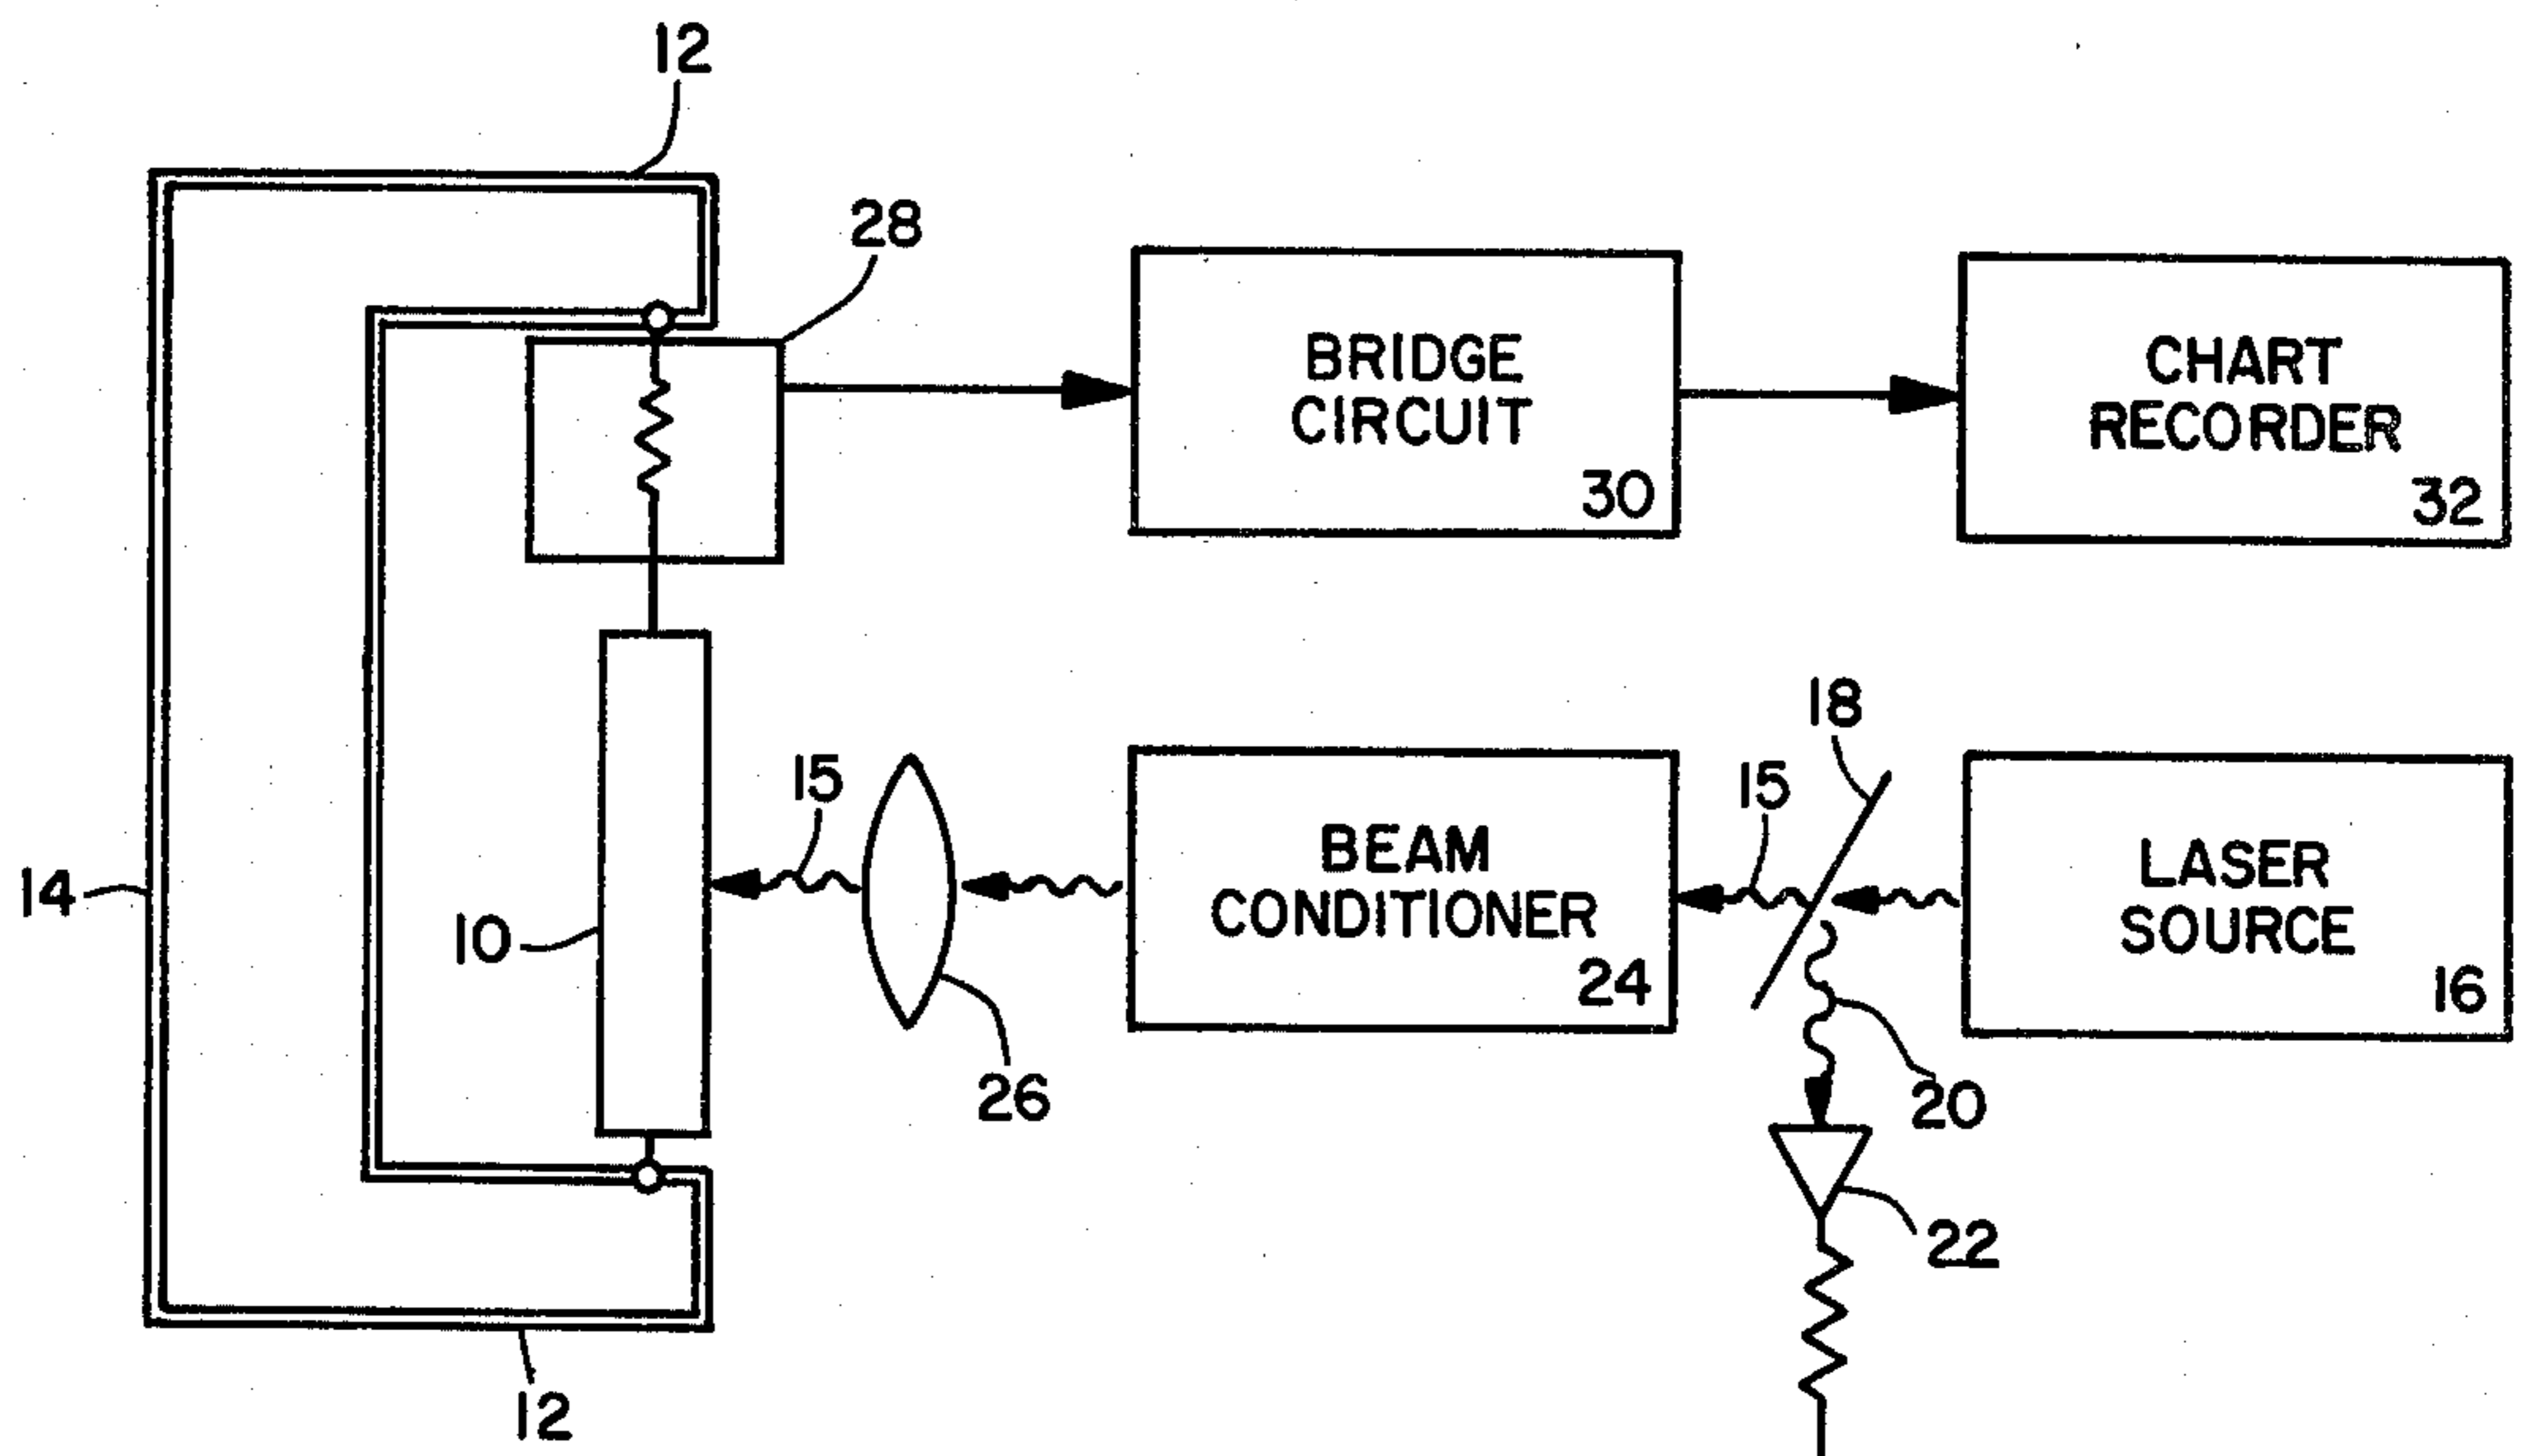 12
28
BRIDGE
CIRCUIT
30
CHART
RECORDER
32
18
15
15
BEAM
CONDITIONER
24
LASER
SOURCE
16
14
10
26
20
22
12